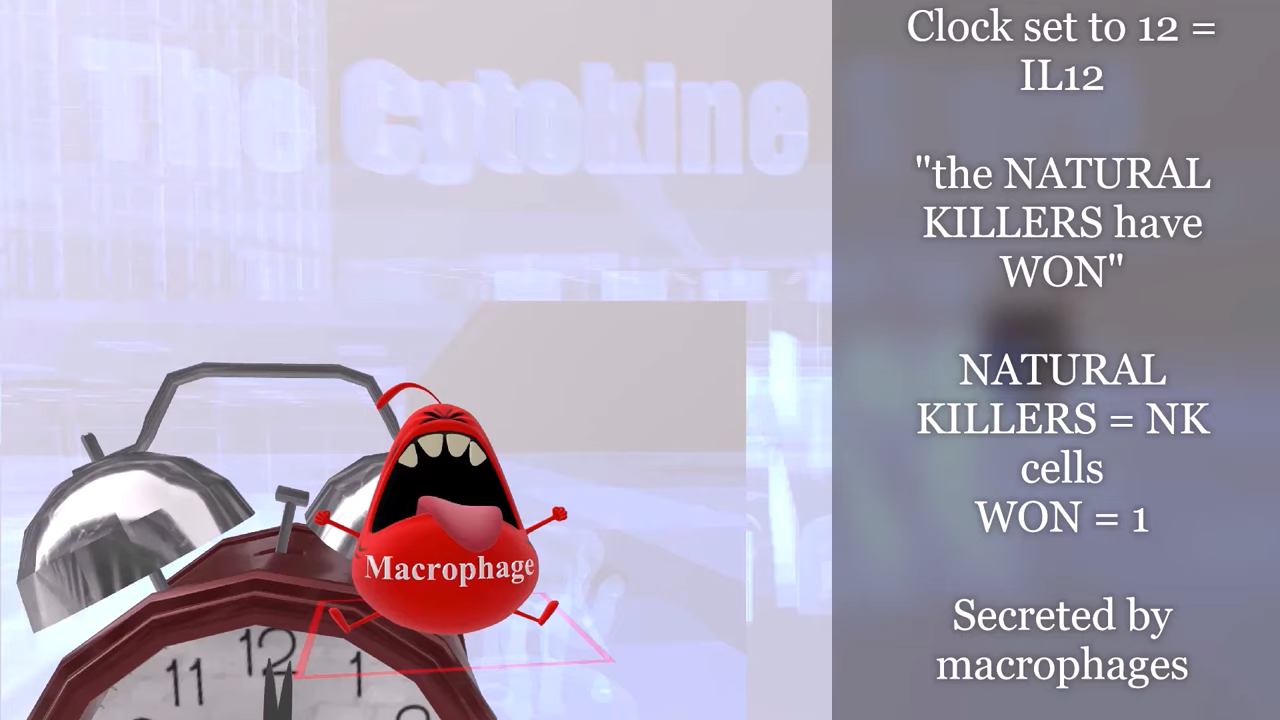 The Cytokine
Clock set to 12 =
IL12
"the NATURAL
KILLERS have
WON"
NATURAL
KILLERS = NK
cells
WON = 1
Secreted by
macrophages
Macrophage
11 12 1